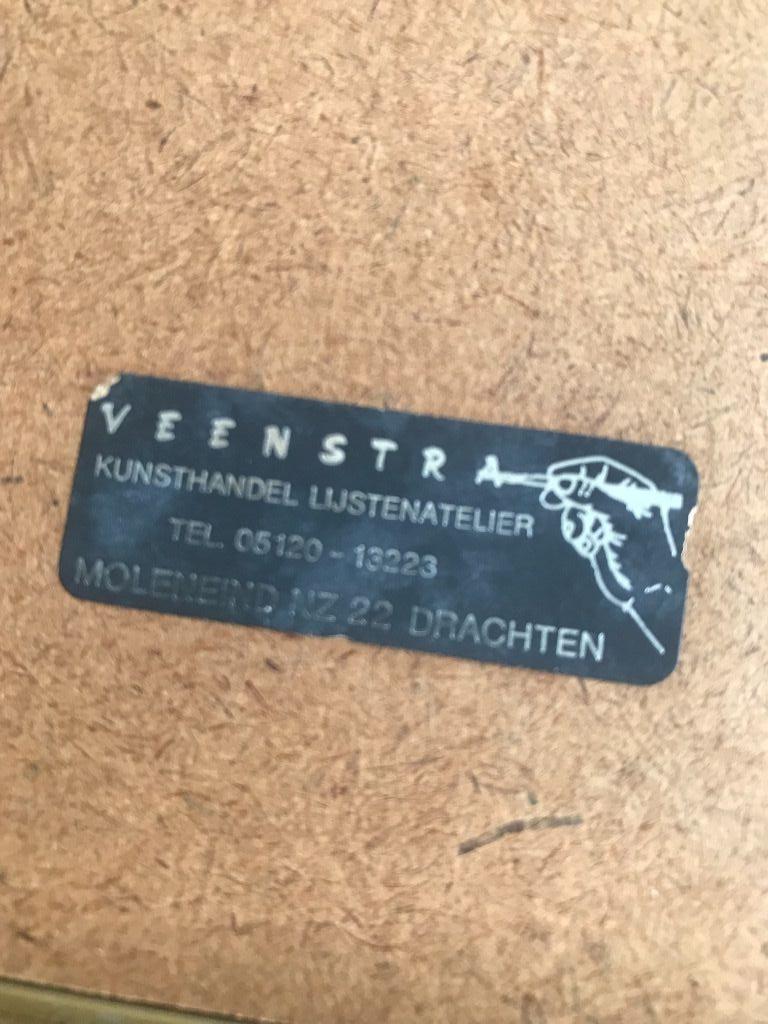 VEENSTRA
KUNSTHANDEL LIJSTENATELIER
TEL. 05120 - 13223
MOLENEIND NZ 22 DRACHTEN